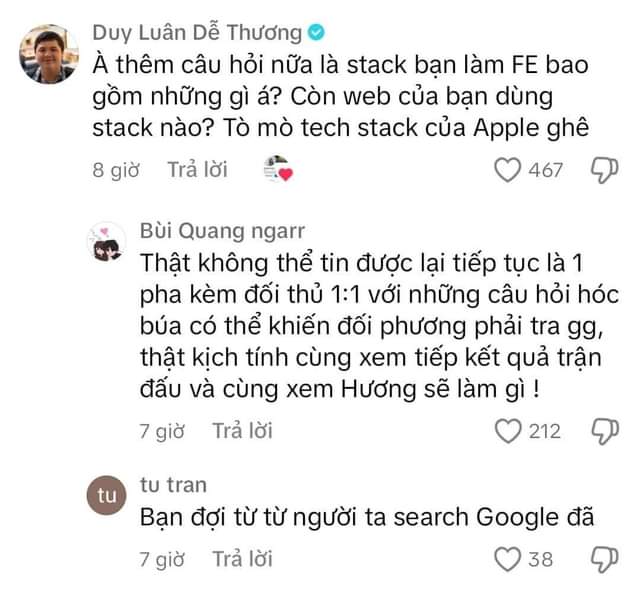 Duy Luân Dễ Thương
À thêm câu hỏi nữa là stack bạn làm FE bao
gồm những gì á? Còn web của bạn dùng
stack nào? Tò mò tech stack của Apple ghê
8 giờ Trả lời 467
Bùi Quang ngarr
Thật không thể tin được lại tiếp tục là 1
pha kèm đối thủ 1:1 với những câu hỏi hóc
búa có thể khiến đối phương phải tra gg,
thật kịch tính cùng xem tiếp kết quả trận
đấu và cùng xem Hương sẽ làm gì !
7 giờ Trả lời 212
tu
tu tran
Bạn đợi từ từ người ta search Google đã
7 giờ Trả lời 38